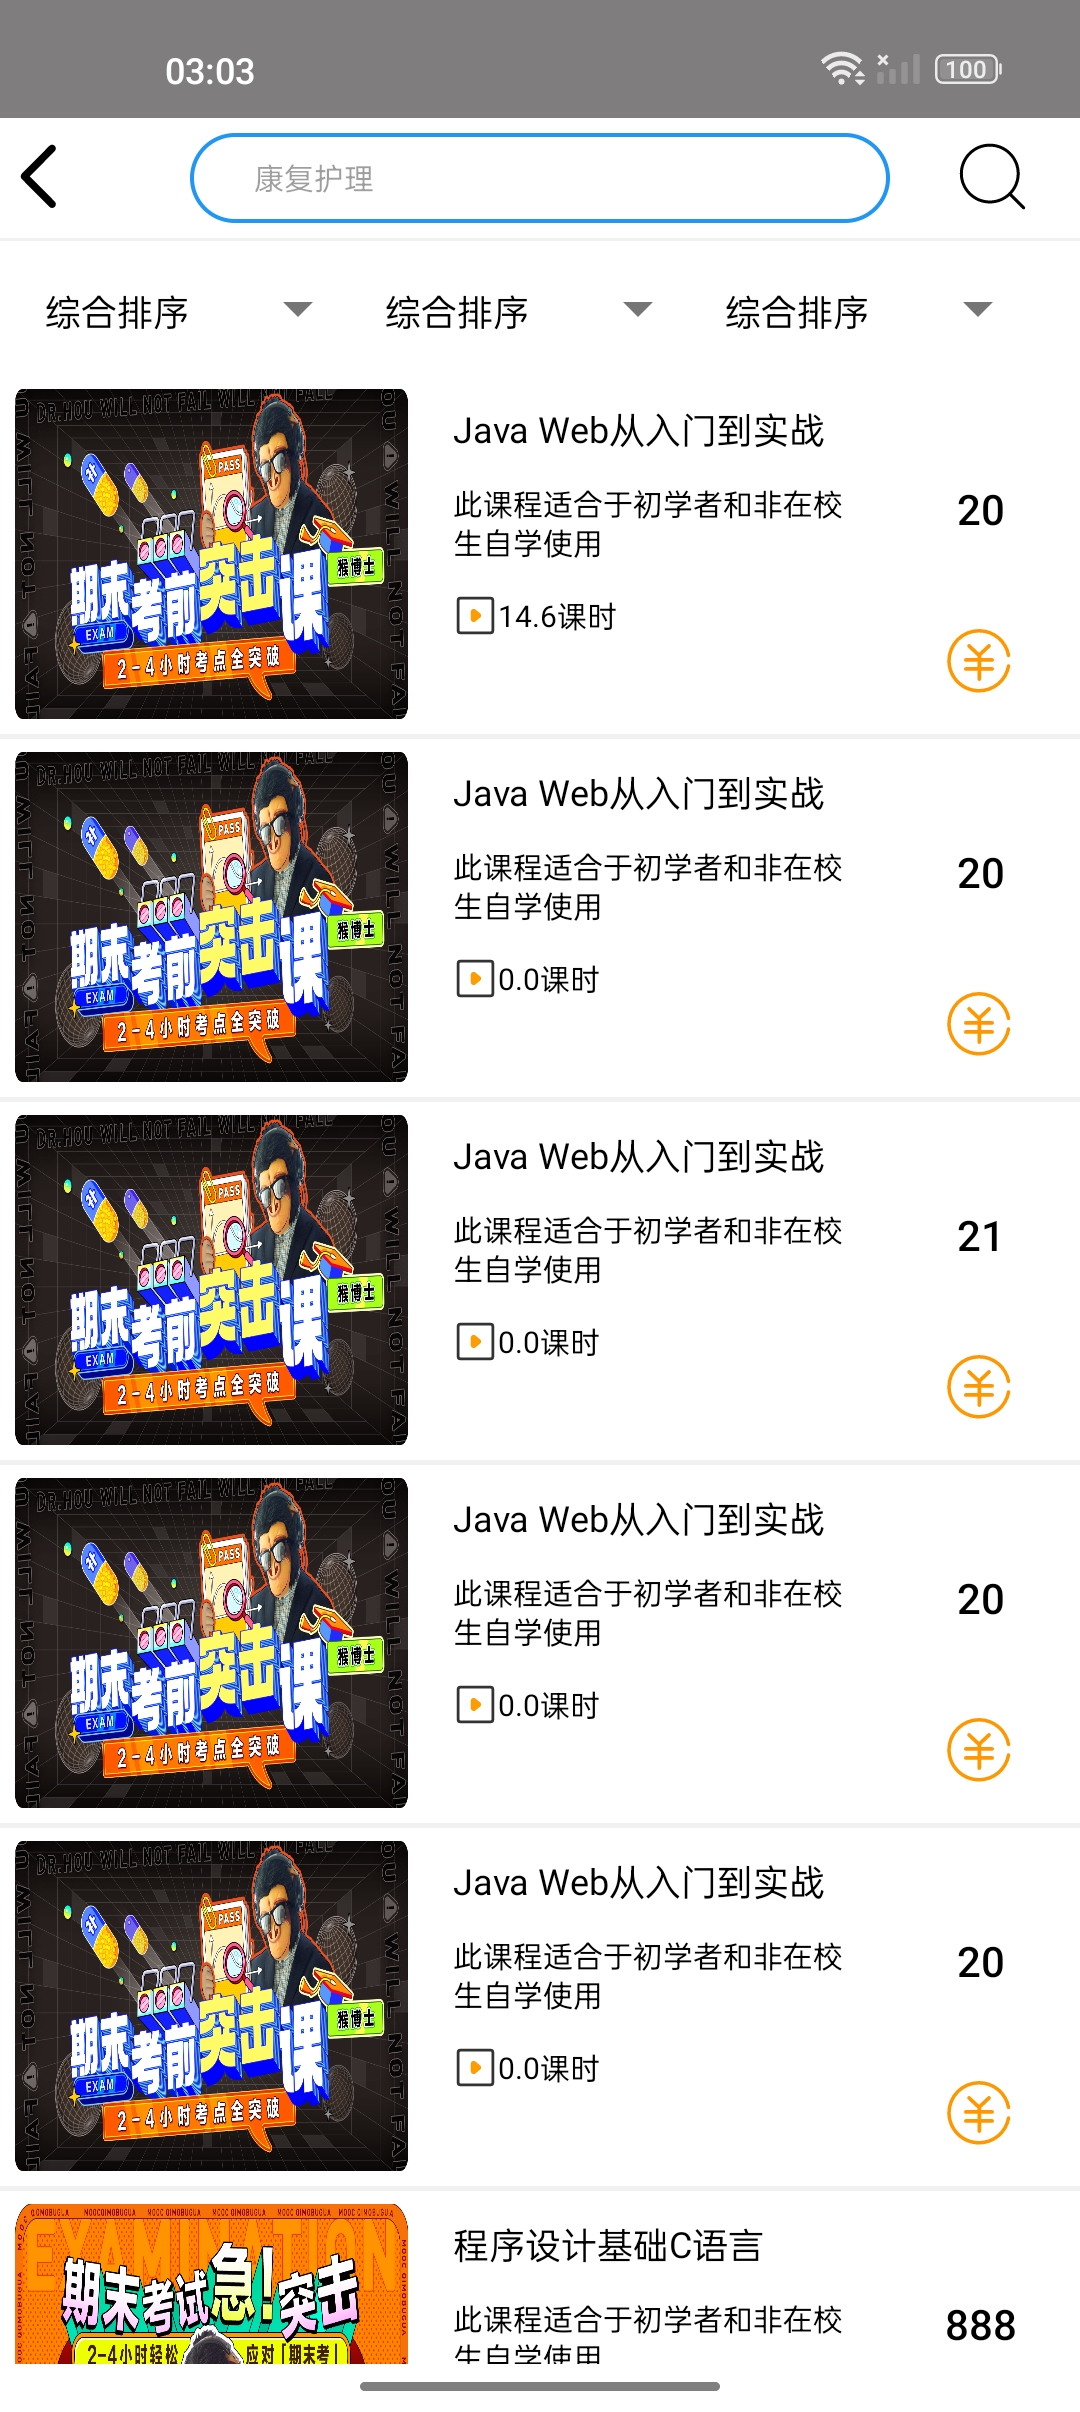 03:03
100
康复护理
综合排序 综合排序 综合排序
DR.HOU WILL NOT FAIL WILL
PASS
期末考前突击课
猴博士
EXAM
2-4小时考点全突破
Java Web从入门到实战
此课程适合于初学者和非在校
生自学使用
20
14.6课时
DR.HOU WILL NOT FAIL WILL
PASS
期末考前突击课
猴博士
EXAM
2-4小时考点全突破
Java Web从入门到实战
此课程适合于初学者和非在校
生自学使用
20
0.0课时
DR.HOU WILL NOT FAIL WILL
PASS
期末考前突击课
猴博士
EXAM
2-4小时考点全突破
Java Web从入门到实战
此课程适合于初学者和非在校
生自学使用
21
0.0课时
DR.HOU WILL NOT FAIL WILL
PASS
期末考前突击课
猴博士
EXAM
2-4小时考点全突破
Java Web从入门到实战
此课程适合于初学者和非在校
生自学使用
20
0.0课时
DR.HOU WILL NOT FAIL WILL
PASS
期末考前突击课
猴博士
EXAM
2-4小时考点全突破
Java Web从入门到实战
此课程适合于初学者和非在校
生自学使用
20
0.0课时
EXAMINATION
期末考试急!突击
2-4小时轻松 应对「期末考」
程序设计基础C语言
此课程适合于初学者和非在校
生自学使用
888